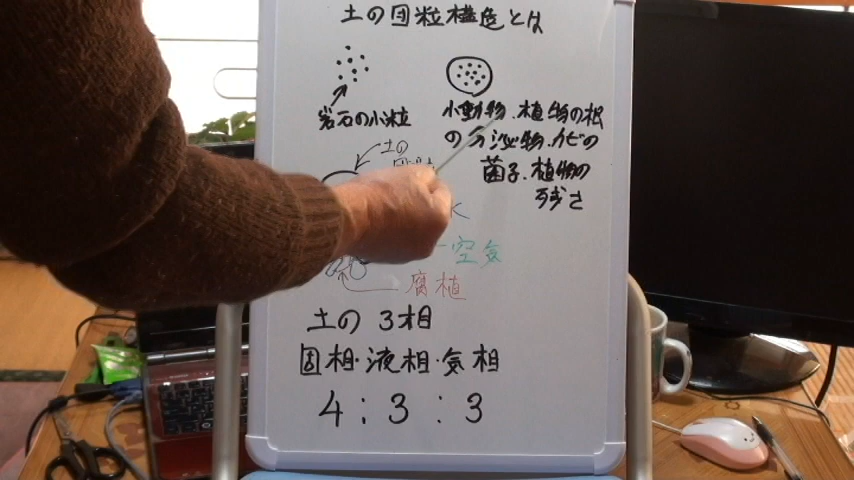 土の団粒構造とは
岩石の小粒
小動物.植物の根
の分泌物.カビの
菌子.植物の
残さ
土の
空気
腐植
土の 3相
固相・液相・気相
4 : 3 : 3